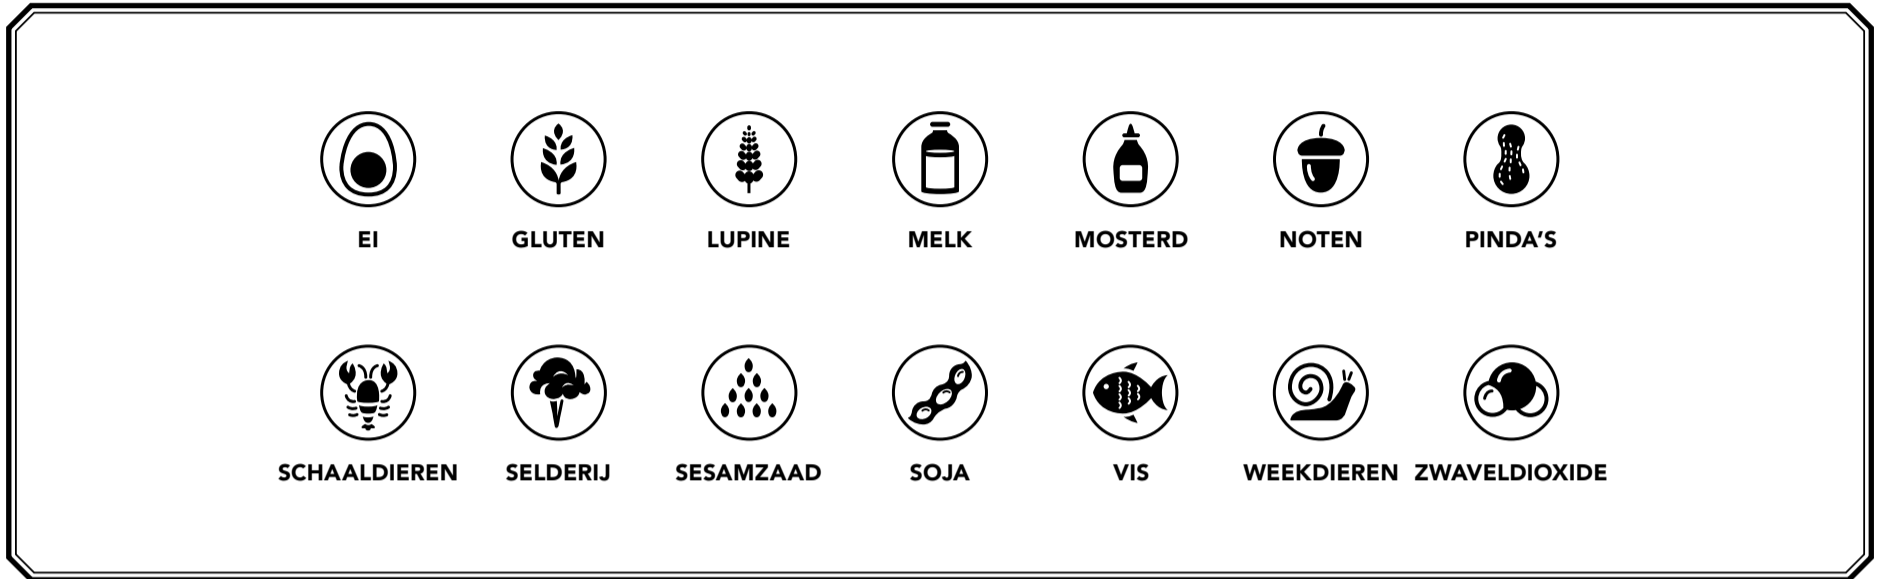 EI GLUTEN LUPINE MELK MOSTERD NOTEN PINDA’S
SCHAALDIEREN SELDERIJ SESAMZAAD SOJA VIS WEEKDIEREN ZWAVELDIOXIDE